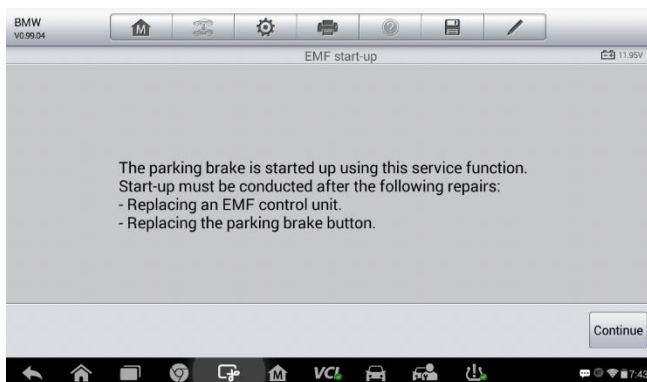 BMW
V0.99.04
M
EMF start-up
11.95V
The parking brake is started up using this service function.
Start-up must be conducted after the following repairs:
- Replacing an EMF control unit.
- Replacing the parking brake button.
Continue
M
VCI
7:43